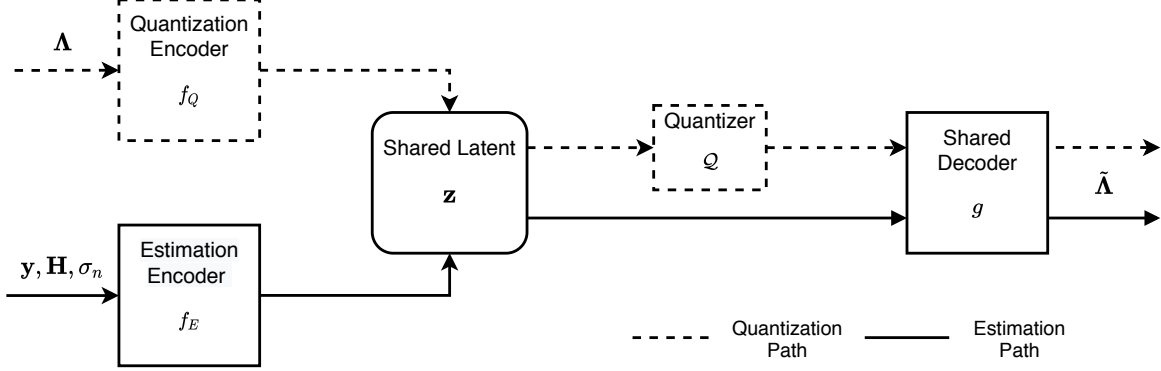 Λ
Quantization
Encoder
f_Q
Shared Latent
z
Quantizer
𝒬
Shared
Decoder
g
Λ̃
y, H, σ_n
Estimation
Encoder
f_E
Quantization
Path
Estimation
Path